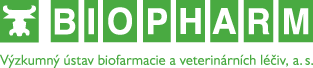 BIOPHARM
Výzkumný ústav biofarmacie a veterinárních léčiv, a.s.